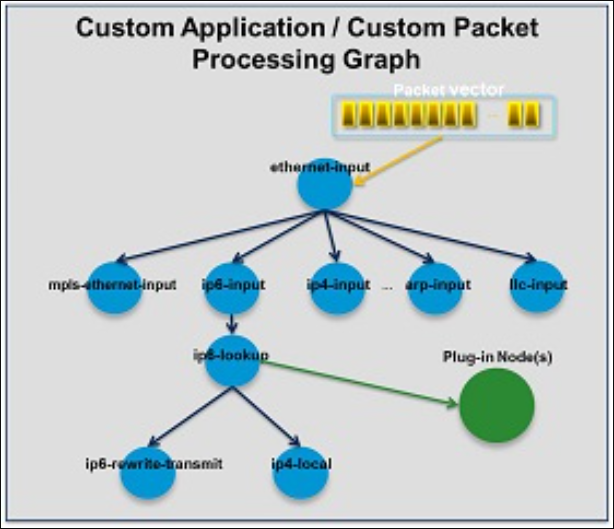 Custom Application / Custom Packet
Processing Graph
Packet vector
...
ethernet-input
mpls-ethernet-input
ip6-input
ip4-input
...
arp-input
llc-input
ip6-lookup
Plug-in Node(s)
ip6-rewrite-transmit
ip4-local